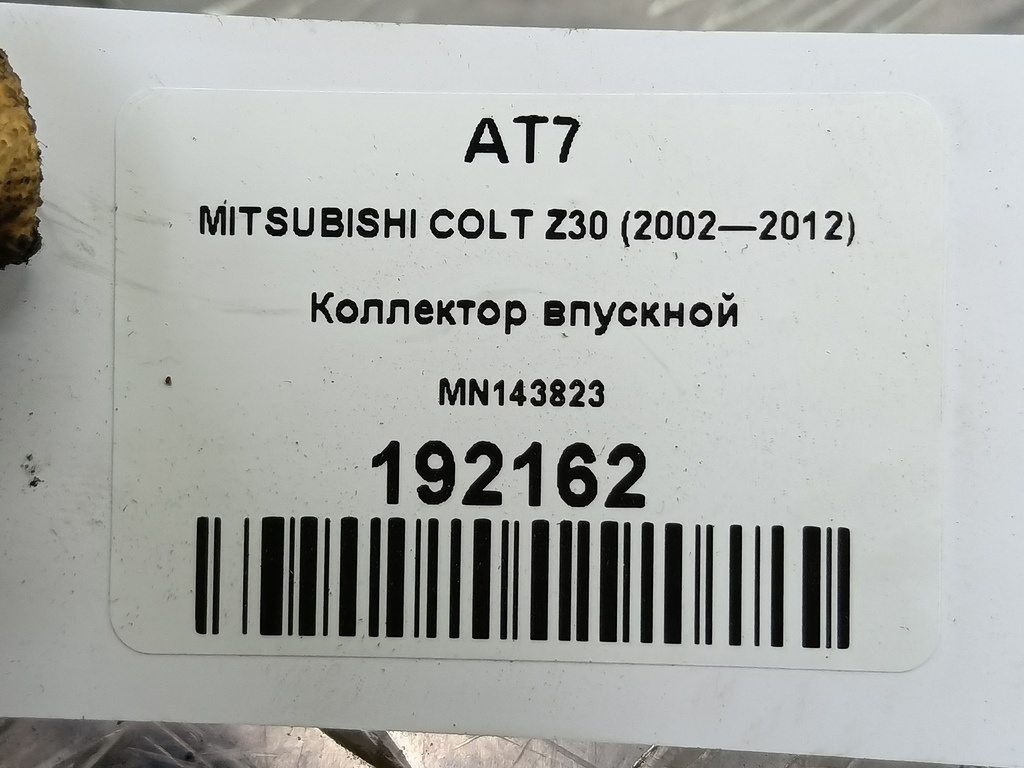 AT7
MITSUBISHI COLT Z30 (2002—2012)
Коллектор впускной
MN143823
192162